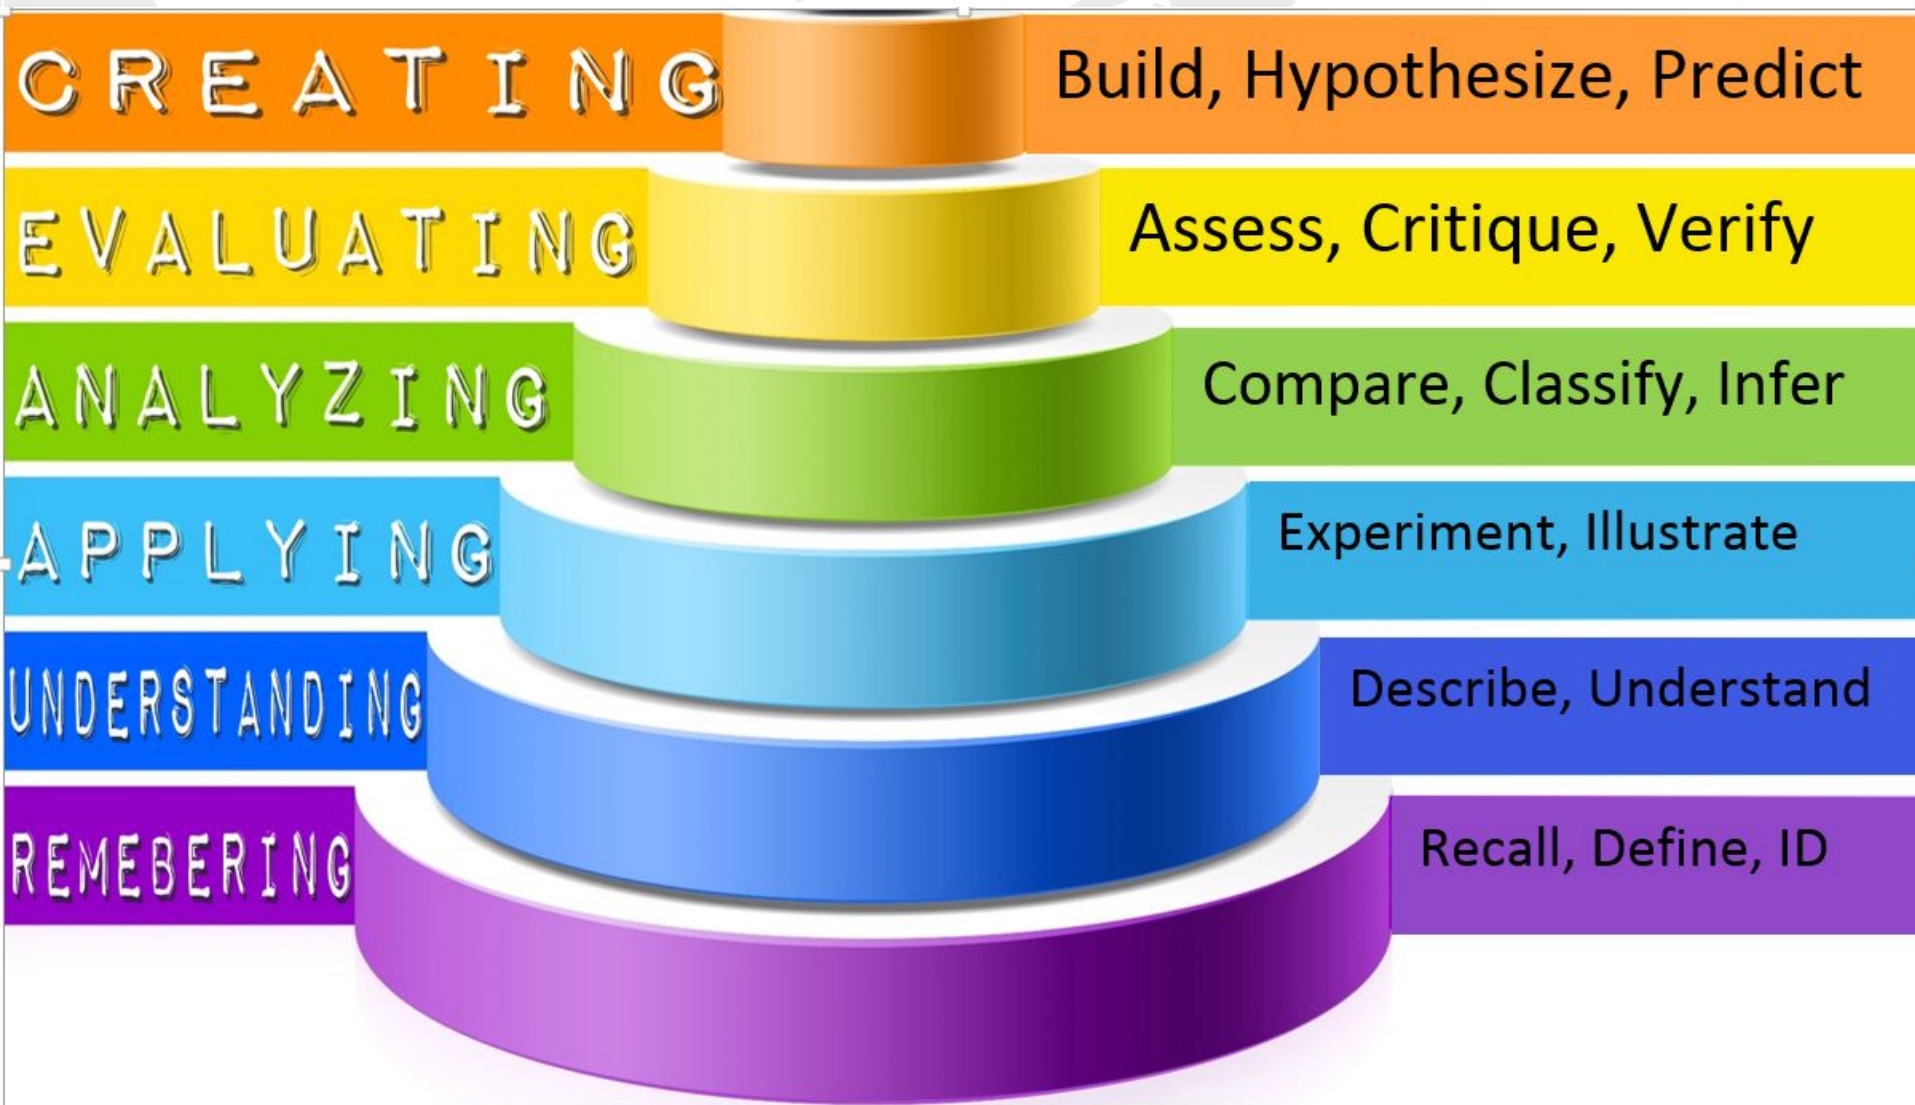 CREATING Build, Hypothesize, Predict
EVALUATING Assess, Critique, Verify
ANALYZING Compare, Classify, Infer
APPLYING Experiment, Illustrate
UNDERSTANDING Describe, Understand
REMEBERING Recall, Define, ID